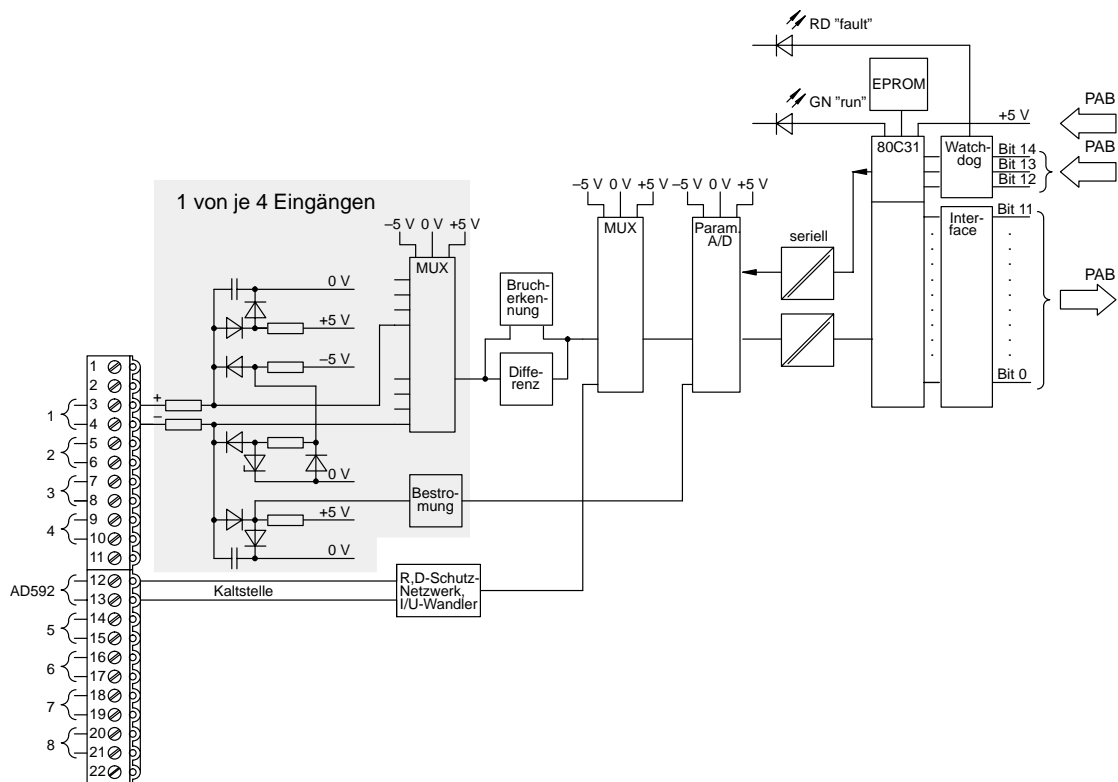 RD ”fault”
EPROM
GN ”run”
+5 V
PAB
80C31
Watch-
dog
Bit 14
Bit 13
Bit 12
PAB
–5 V 0 V +5 V
–5 V 0 V +5 V
1 von je 4 Eingängen
–5 V 0 V +5 V
MUX
MUX
Param.
A/D
seriell
Inter-
face
Bit 11
PAB
Bit 0
0 V
+5 V
–5 V
Bruch-
erkennung
Differenz
+
–
0 V
Bestro-
mung
+5 V
0 V
R,D-Schutz-
Netzwerk,
I/U-Wandler
Kaltstelle
1
2
3
4
5
6
7
8
9
10
11
12
13
14
15
16
17
18
19
20
21
22
1
2
3
4
AD592
5
6
7
8